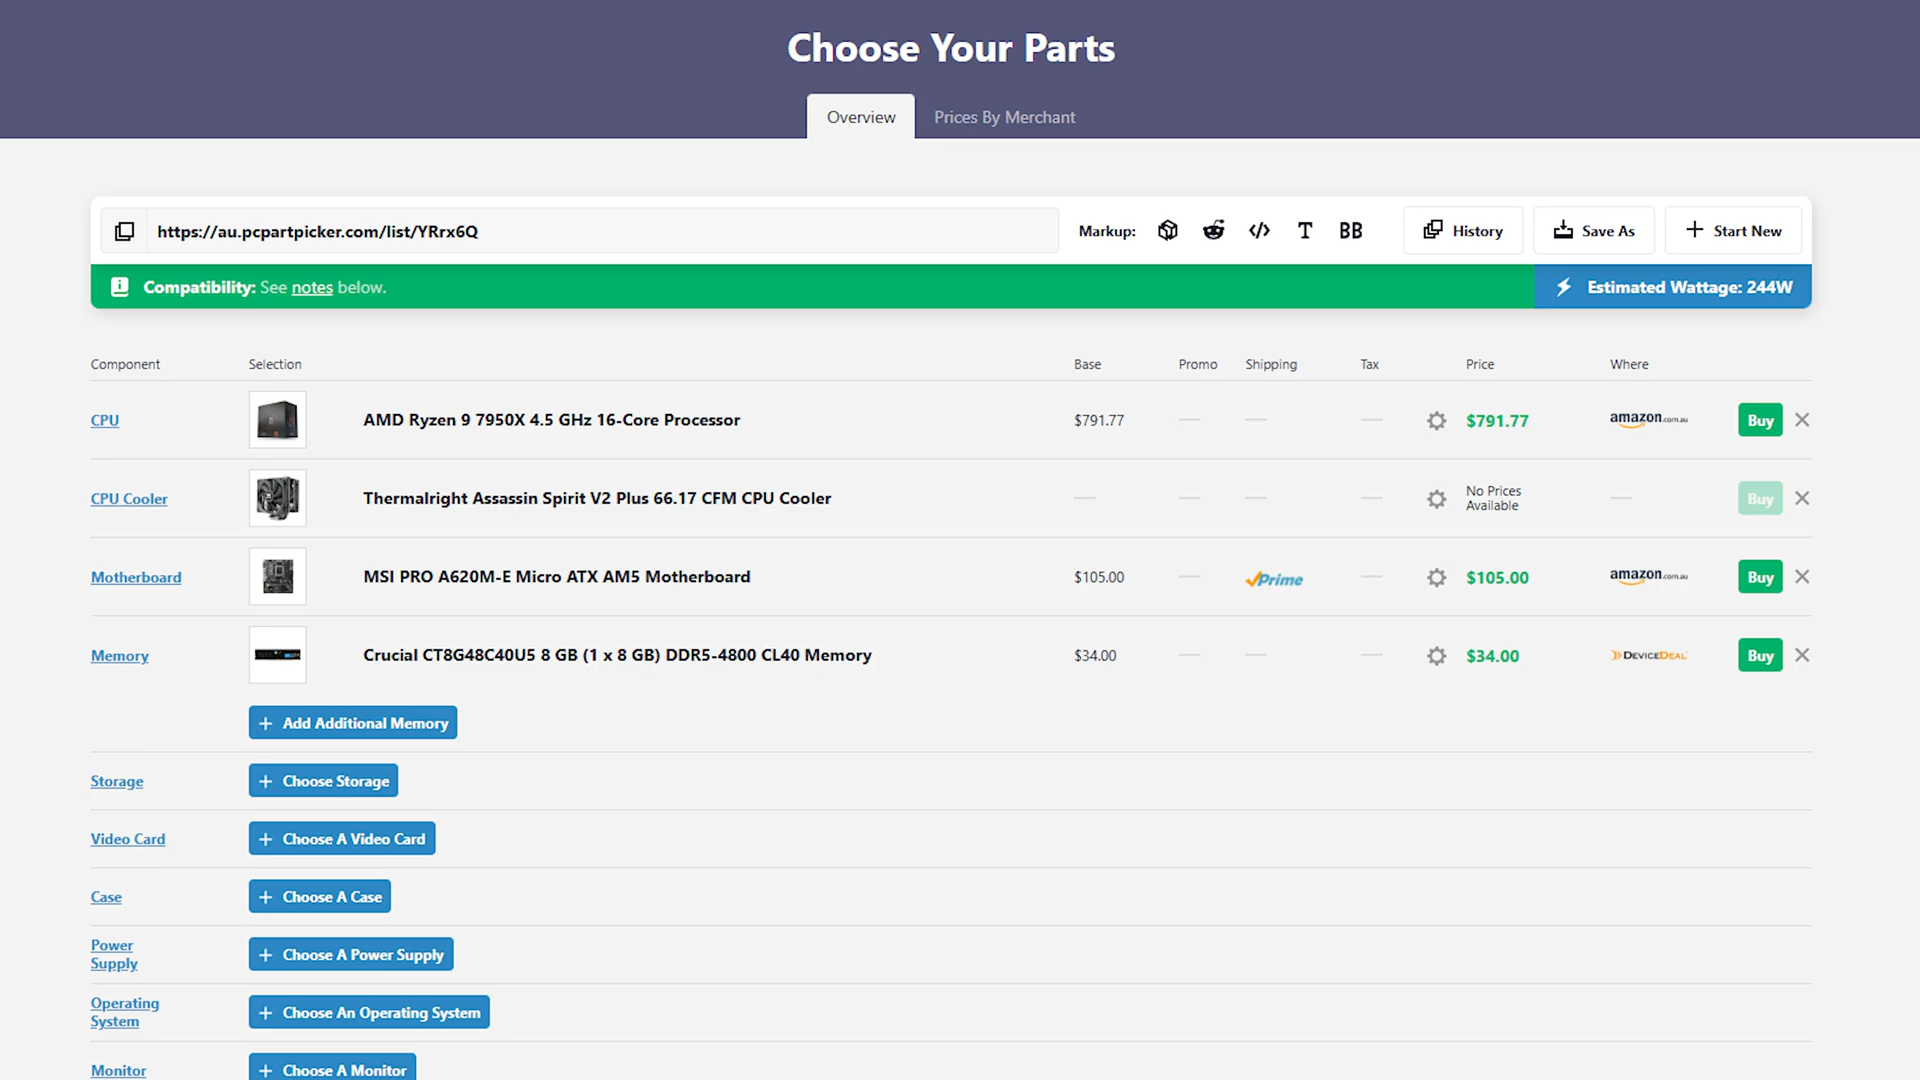 Choose Your Parts
Overview
Prices By Merchant
https://au.pcpartpicker.com/list/YRrx6Q
Markup:
T
BB
History
Save As
Start New
Compatibility: See notes below.
Estimated Wattage: 244W
Component Selection Base Promo Shipping Tax Price Where
CPU AMD Ryzen 9 7950X 4.5 GHz 16-Core Processor $791.77 — — — $791.77 amazon.com.au Buy
CPU Cooler Thermalright Assassin Spirit V2 Plus 66.17 CFM CPU Cooler — — — — No Prices Available — Buy
Motherboard MSI PRO A620M-E Micro ATX AM5 Motherboard $105.00 — Prime — $105.00 amazon.com.au Buy
Memory Crucial CT8G48C40U5 8 GB (1 x 8 GB) DDR5-4800 CL40 Memory $34.00 — — — $34.00 DEVICEDEAL Buy
+ Add Additional Memory
Storage + Choose Storage
Video Card + Choose A Video Card
Case + Choose A Case
Power Supply + Choose A Power Supply
Operating System + Choose An Operating System
Monitor + Choose A Monitor